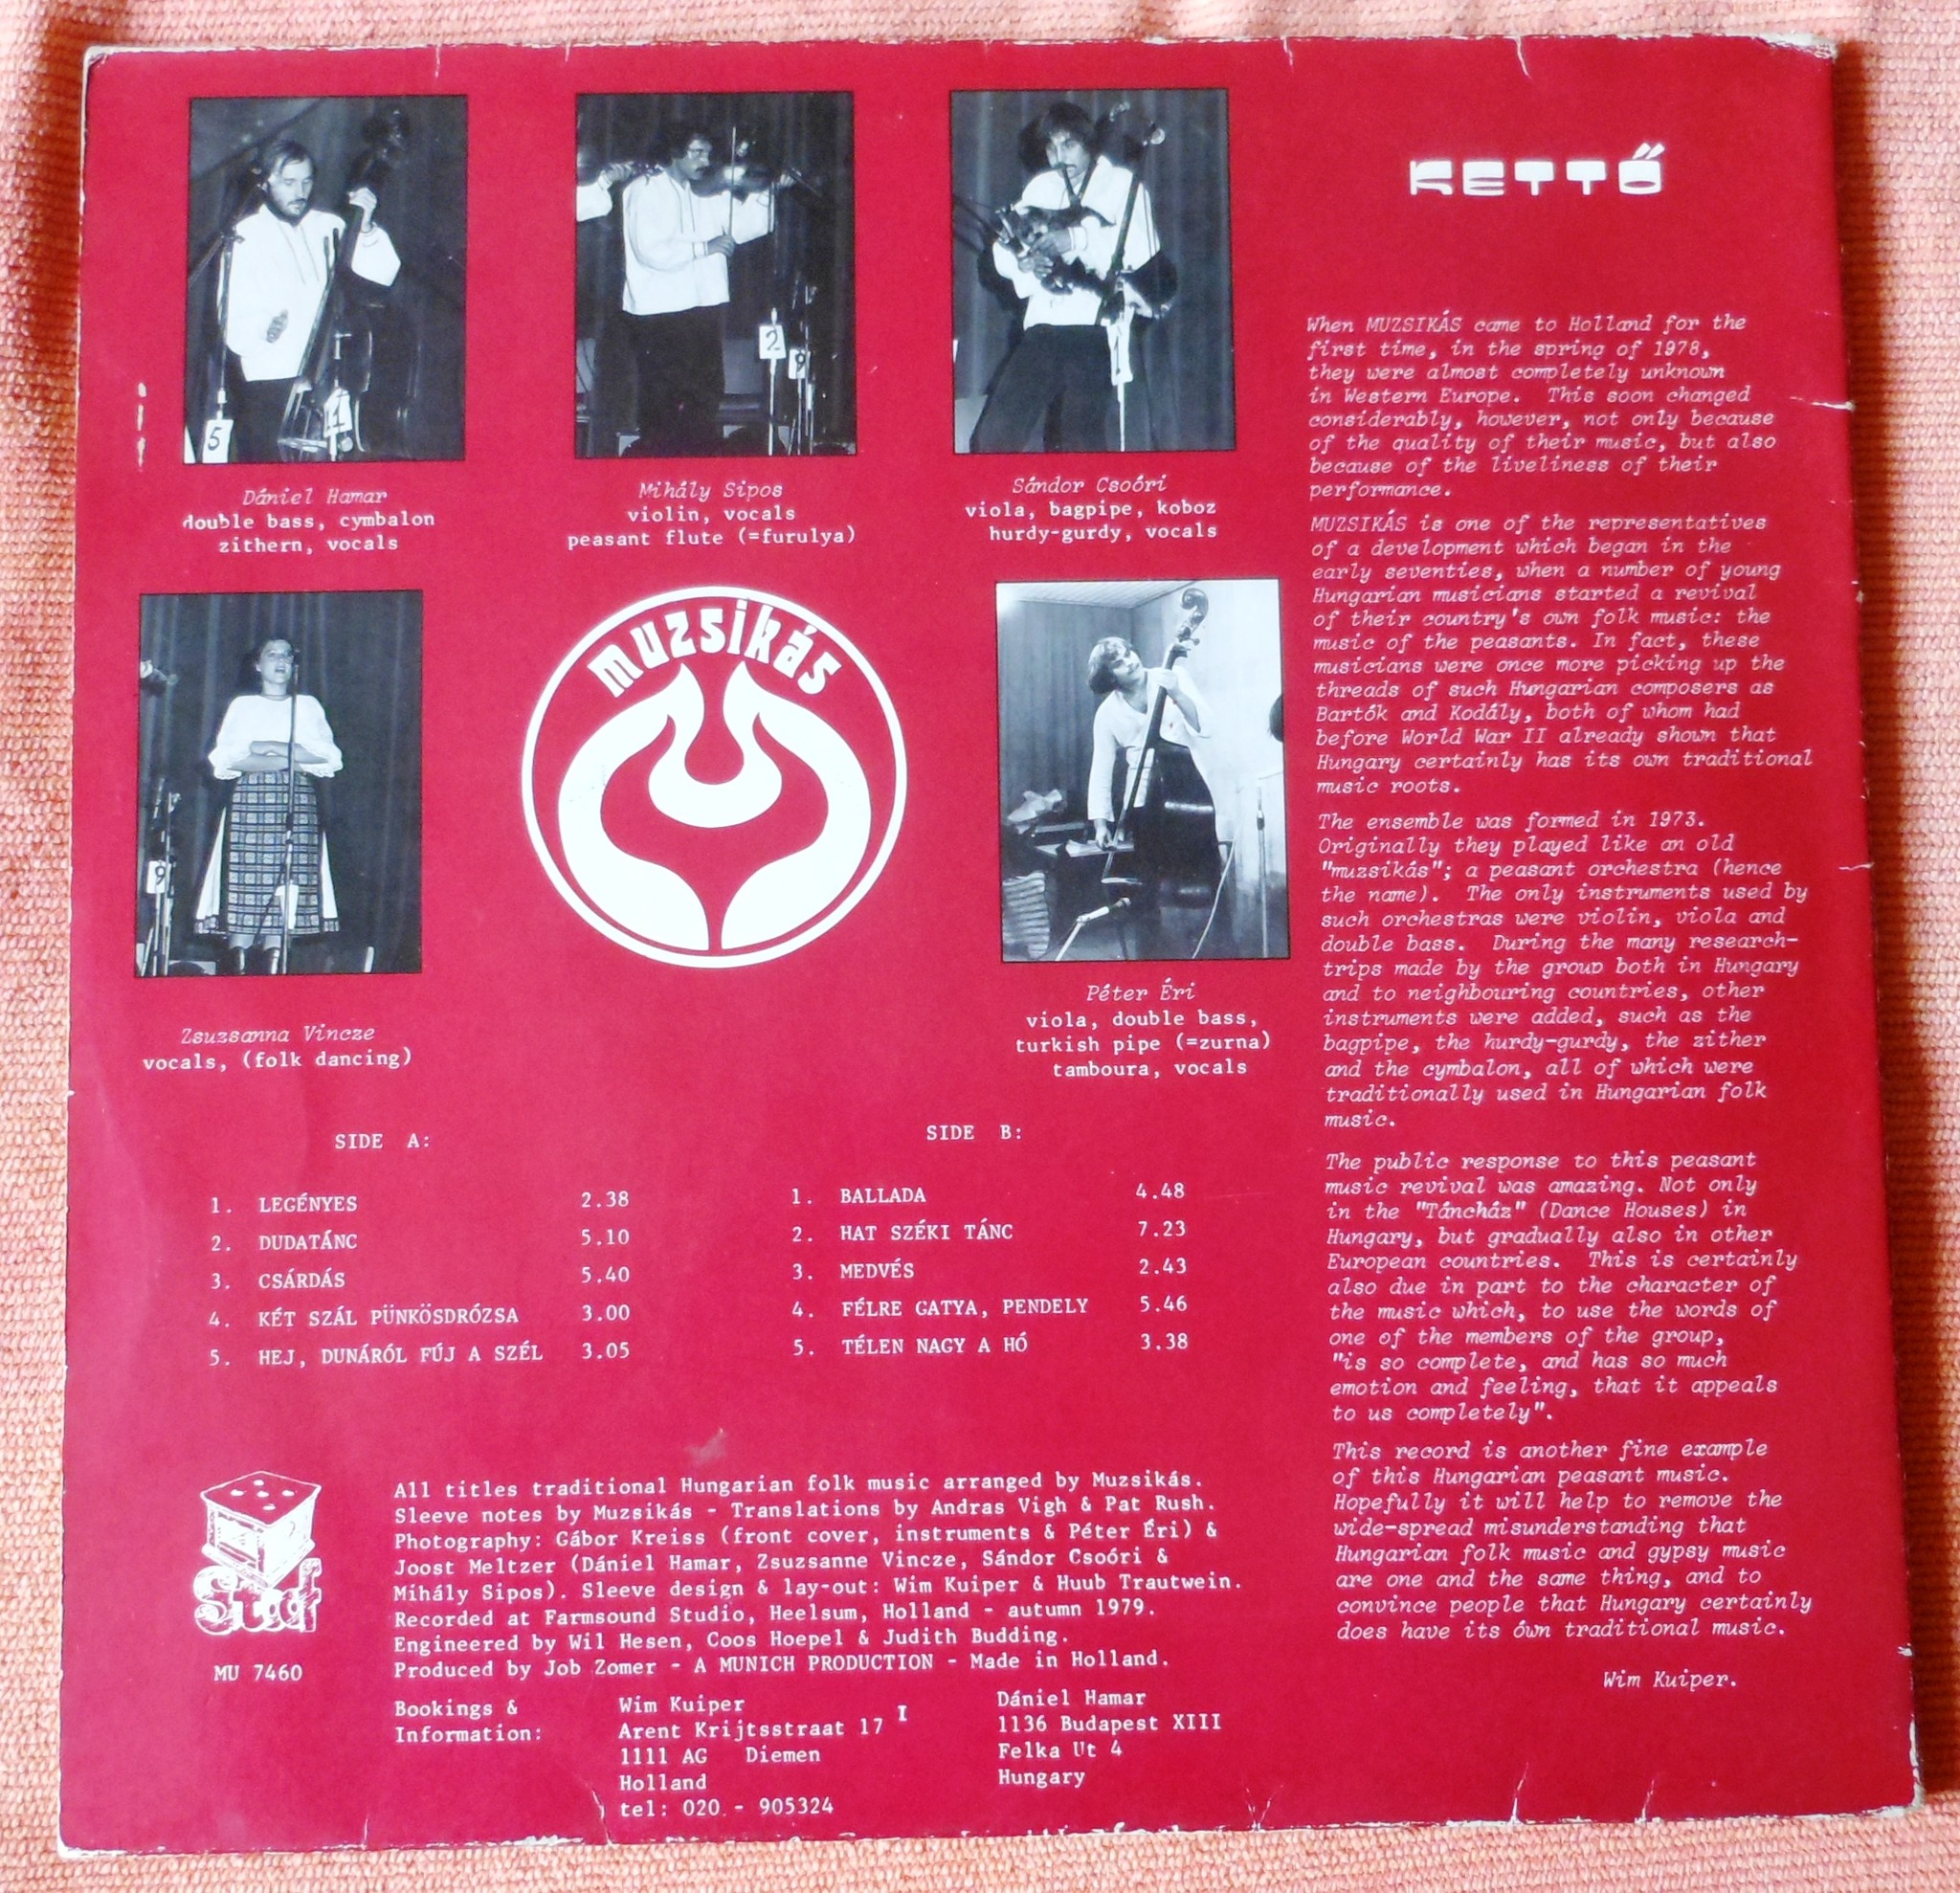 KETTŐ
5
1
2
9
1
Dániel Hamar
double bass, cymbalon
zithern, vocals
Mihály Sipos
violin, vocals
peasant flute (=furulya)
Sándor Csoóri
viola, bagpipe, koboz
hurdy-gurdy, vocals
muzsikás
9
Zsuzsanna Vincze
vocals, (folk dancing)
Péter Éri
viola, double bass,
turkish pipe (=zurna)
tamboura, vocals
SIDE A:
1. LEGÉNYES 2.38
2. DUDATÁNC 5.10
3. CSÁRDÁS 5.40
4. KÉT SZÁL PÜNKÖSDRÓZSA 3.00
5. HEJ, DUNÁRÓL FÚJ A SZÉL 3.05
SIDE B:
1. BALLADA 4.48
2. HAT SZÉKI TÁNC 7.23
3. MEDVÉS 2.43
4. FÉLRE GATYA, PENDELY 5.46
5. TÉLEN NAGY A HÓ 3.38
Stoof
MU 7460
All titles traditional Hungarian folk music arranged by Muzsikás.
Sleeve notes by Muzsikás - Translations by Andras Vigh & Pat Rush.
Photography: Gábor Kreiss (front cover, instruments & Péter Éri) &
Joost Meltzer (Dániel Hamar, Zsuzsanne Vincze, Sándor Csoóri &
Mihály Sipos). Sleeve design & lay-out: Wim Kuiper & Huub Trautwein.
Recorded at Farmsound Studio, Heelsum, Holland - autumn 1979.
Engineered by Wil Hesen, Coos Hoepel & Judith Budding.
Produced by Job Zomer - A MUNICH PRODUCTION - Made in Holland.
Bookings &
Information:
Wim Kuiper
Arent Krijtsstraat 17 I
1111 AG Diemen
Holland
tel: 020 - 905324
Dániel Hamar
1136 Budapest XIII
Felka Ut 4
Hungary
When MUZSIKÁS came to Holland for the
first time, in the spring of 1978,
they were almost completely unknown
in Western Europe. This soon changed
considerably, however, not only because
of the quality of their music, but also
because of the liveliness of their
performance.
MUZSIKÁS is one of the representatives
of a development which began in the
early seventies, when a number of young
Hungarian musicians started a revival
of their country's own folk music: the
music of the peasants. In fact, these
musicians were once more picking up the
threads of such Hungarian composers as
Bartók and Kodály, both of whom had
before World War II already shown that
Hungary certainly has its own traditional
music roots.
The ensemble was formed in 1973.
Originally they played like an old
"muzsikás"; a peasant orchestra (hence
the name). The only instruments used by
such orchestras were violin, viola and
double bass. During the many research-
trips made by the group both in Hungary
and to neighbouring countries, other
instruments were added, such as the
bagpipe, the hurdy-gurdy, the zither
and the cymbalon, all of which were
traditionally used in Hungarian folk
music.
The public response to this peasant
music revival was amazing. Not only
in the "Táncház" (Dance Houses) in
Hungary, but gradually also in other
European countries. This is certainly
also due in part to the character of
the music which, to use the words of
one of the members of the group,
"is so complete, and has so much
emotion and feeling, that it appeals
to us completely".
This record is another fine example
of this Hungarian peasant music.
Hopefully it will help to remove the
wide-spread misunderstanding that
Hungarian folk music and gypsy music
are one and the same thing, and to
convince people that Hungary certainly
does have its ówn traditional music.
Wim Kuiper.